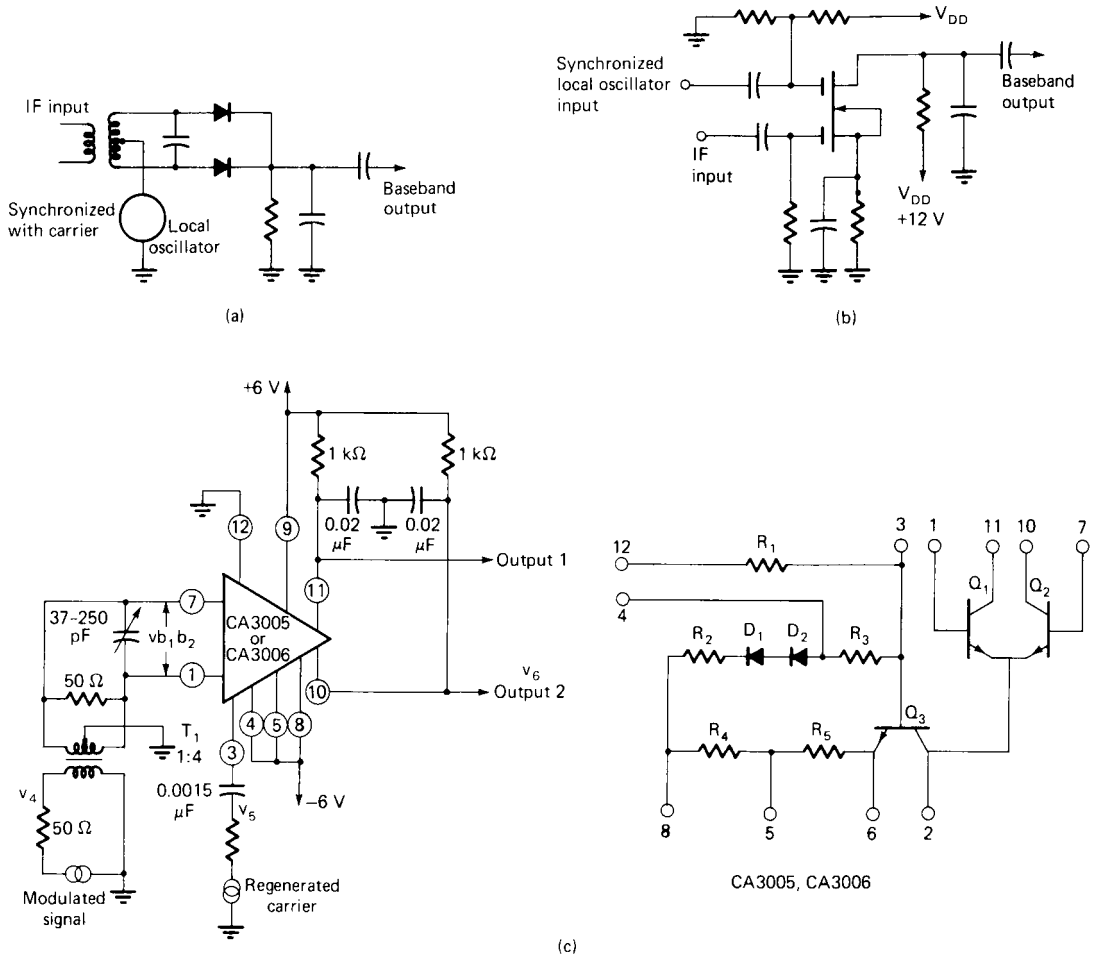 IF input
Synchronized
with carrier
Local
oscillator
Baseband
output
(a)
V_DD
Synchronized
local oscillator
input
IF
input
Baseband
output
V_DD
+12 V
(b)
+6 V
1 kΩ
1 kΩ
0.02
μF
0.02
μF
12
9
Output 1
11
37–250
pF
vb₁b₂
7
1
CA3005
or
CA3006
50 Ω
T₁
1:4
4
5
8
10
v₆
Output 2
3
0.0015
μF
v₅
−6 V
v₄
50 Ω
Modulated
signal
Regenerated
carrier
12
R₁
3
1
11
10
7
4
Q₁
Q₂
R₂
D₁
D₂
R₃
R₄
R₅
Q₃
8
5
6
2
CA3005, CA3006
(c)